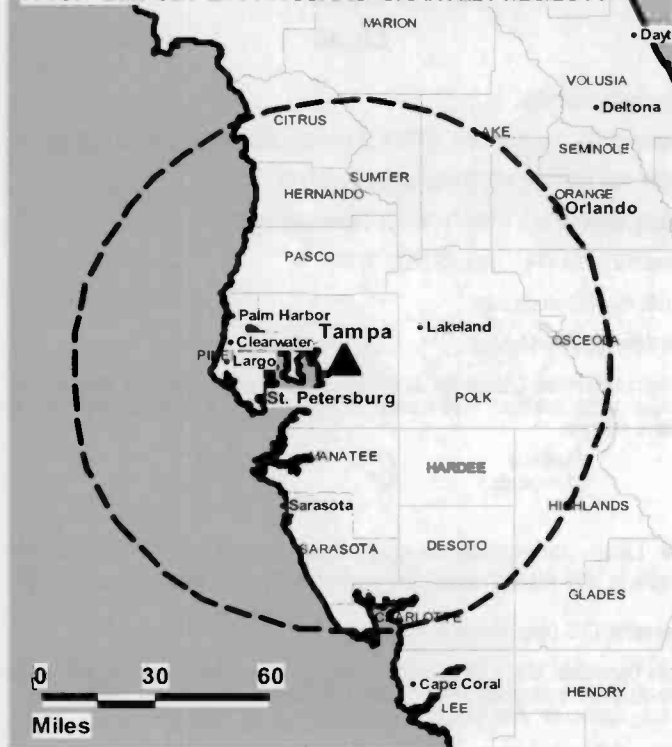 MARION
Dayt
VOLUSIA
Deltona
CITRUS
LAKE
SEMINOLE
SUMTER
HERNANDO
ORANGE
Orlando
PASCO
Palm Harbor
Tampa
Lakeland
Clearwater
OSCEOLA
Largo
St. Petersburg
POLK
MANATEE
HARDEE
Sarasota
HIGHLANDS
SARASOTA
DESOTO
GLADES
CHARLOTTE
0 30 60
Cape Coral
HENDRY
LEE
Miles